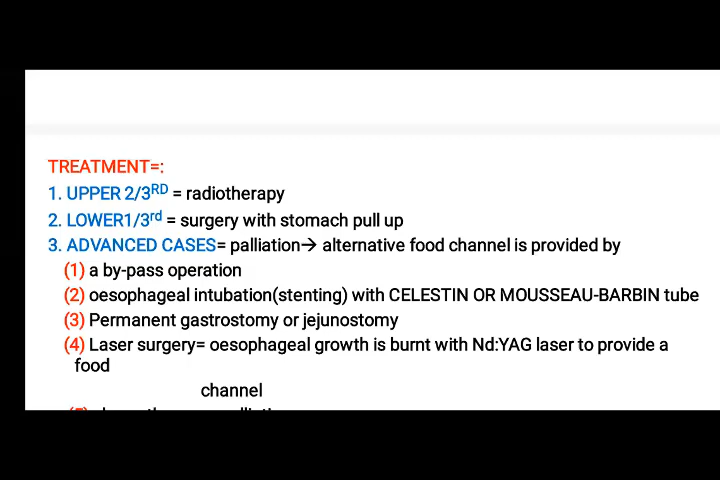 TREATMENT=:
1. UPPER 2/3RD = radiotherapy
2. LOWER1/3rd = surgery with stomach pull up
3. ADVANCED CASES= palliation→ alternative food channel is provided by
(1) a by-pass operation
(2) oesophageal intubation(stenting) with CELESTIN OR MOUSSEAU-BARBIN tube
(3) Permanent gastrostomy or jejunostomy
(4) Laser surgery= oesophageal growth is burnt with Nd:YAG laser to provide a
food
channel